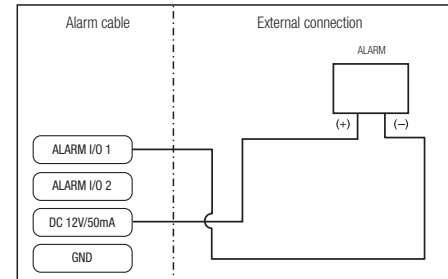 Alarm cable
External connection
ALARM
(+)
(−)
ALARM I/O 1
ALARM I/O 2
DC 12V/50mA
GND